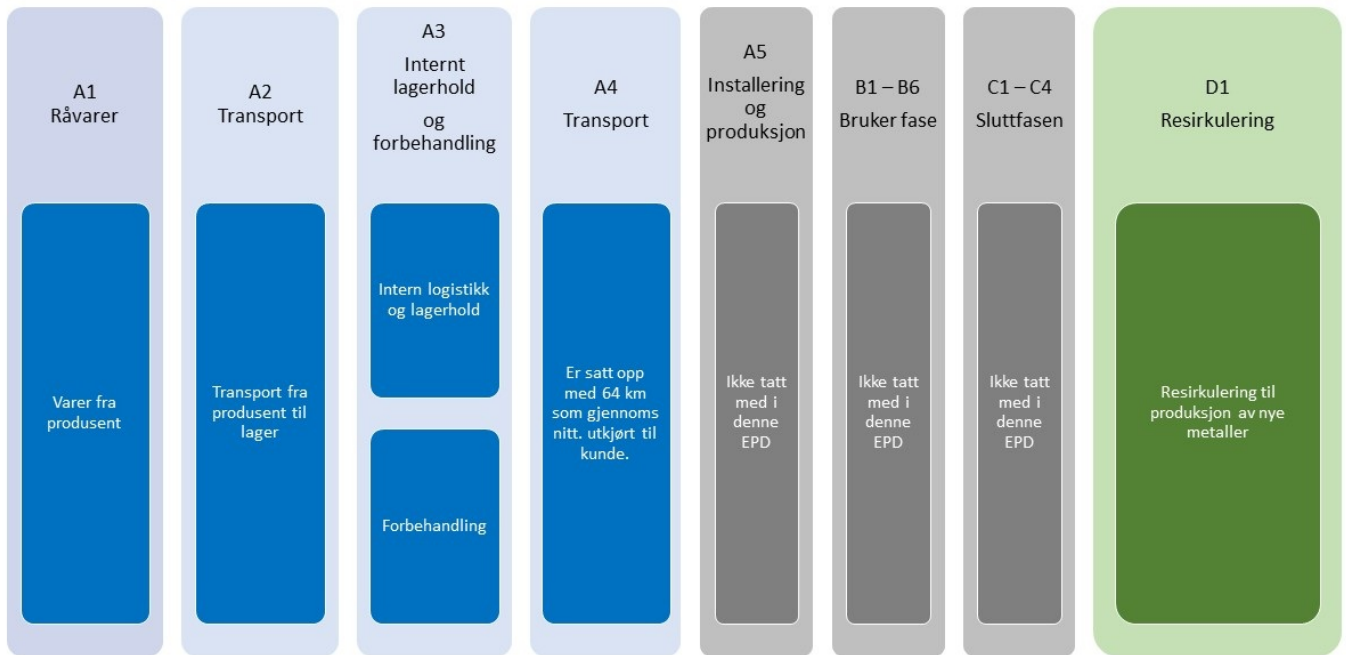 A1
Råvarer
Varer fra
produsent
A2
Transport
Transport fra
produsent til
lager
A3
Internt
lagerhold
og
forbehandling
Intern logistikk
og lagerhold
Forbehandling
A4
Transport
Er satt opp
med 64 km
som gjennoms
nitt. utkjørt til
kunde.
A5
Installering
og
produksjon
Ikke tatt
med i
denne
EPD
B1 – B6
Bruker fase
Ikke tatt
med i
denne
EPD
C1 – C4
Sluttfasen
Ikke tatt
med i
denne
EPD
D1
Resirkulering
Resirkulering til
produksjon av nye
metaller